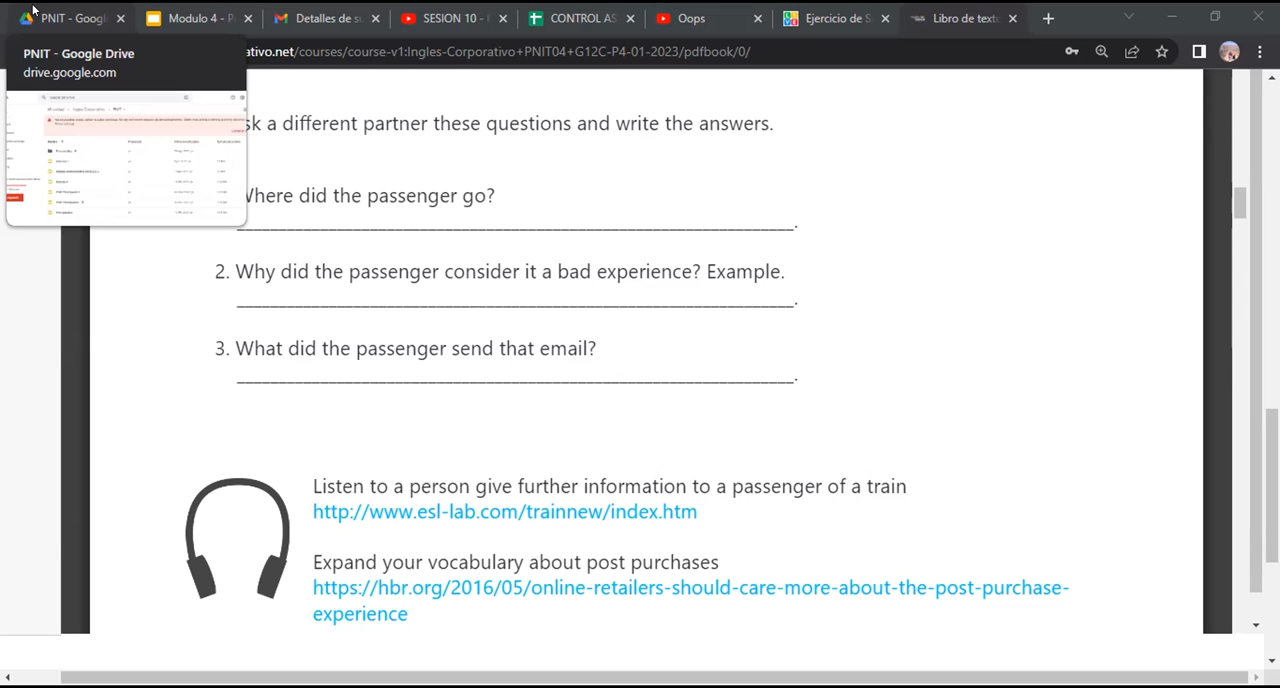 PNIT - Googl
Modulo 4 - P
Detalles de su
SESION 10 -
CONTROL AS
Oops
Ejercicio de S
Libro de texto
PNIT - Google Drive
drive.google.com
ativo.net/courses/course-v1:Ingles-Corporativo+PNIT04+G12C-P4-01-2023/pdfbook/0/
sk a different partner these questions and write the answers.
Where did the passenger go?
2. Why did the passenger consider it a bad experience? Example.
3. What did the passenger send that email?
Listen to a person give further information to a passenger of a train
http://www.esl-lab.com/trainnew/index.htm
Expand your vocabulary about post purchases
https://hbr.org/2016/05/online-retailers-should-care-more-about-the-post-purchase-
experience